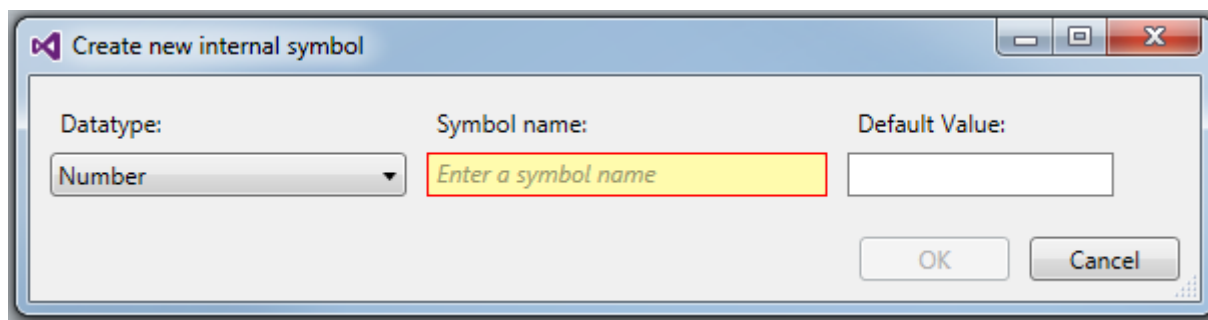 Create new internal symbol
Datatype: Symbol name: Default Value:
Number Enter a symbol name
OK Cancel